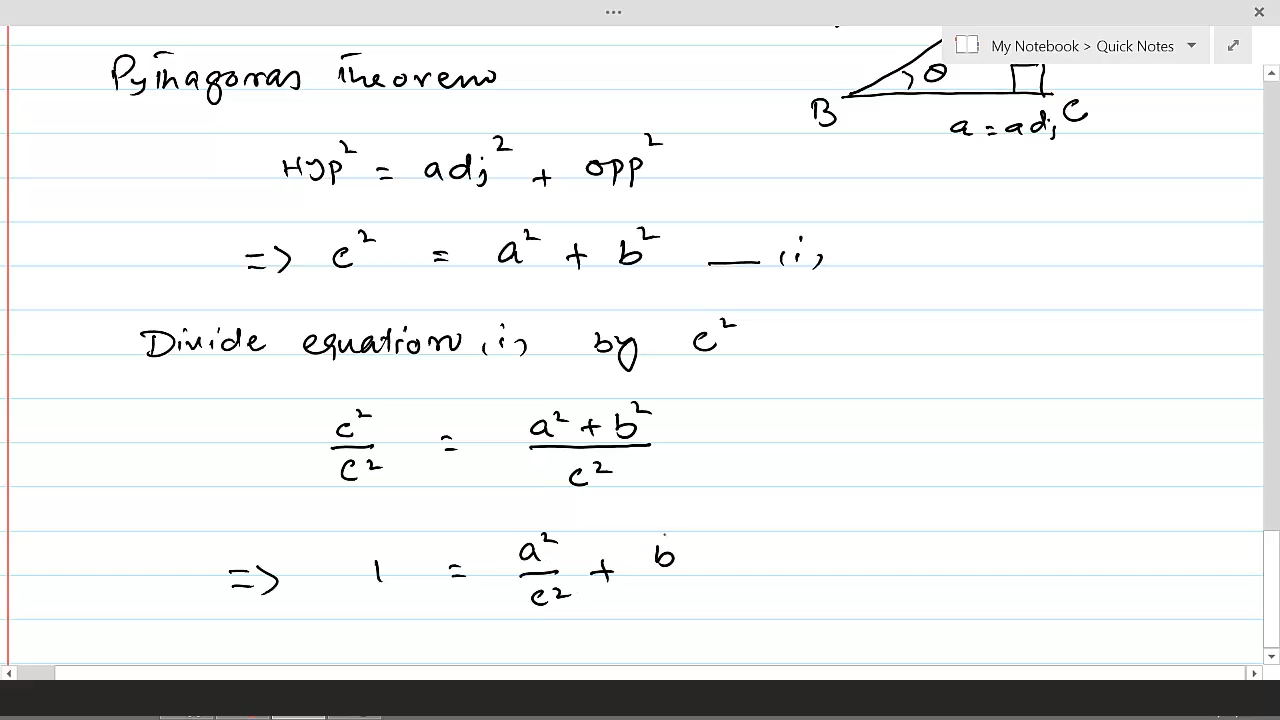 My Notebook > Quick Notes
Pythagoras Theorem
θ
B
C
a = adj
Hyp² = adj² + opp²
=> c² = a² + b² — (i)
Divide equation (i) by c²
c²/c² = (a² + b²)/c²
=> 1 = a²/c² + b